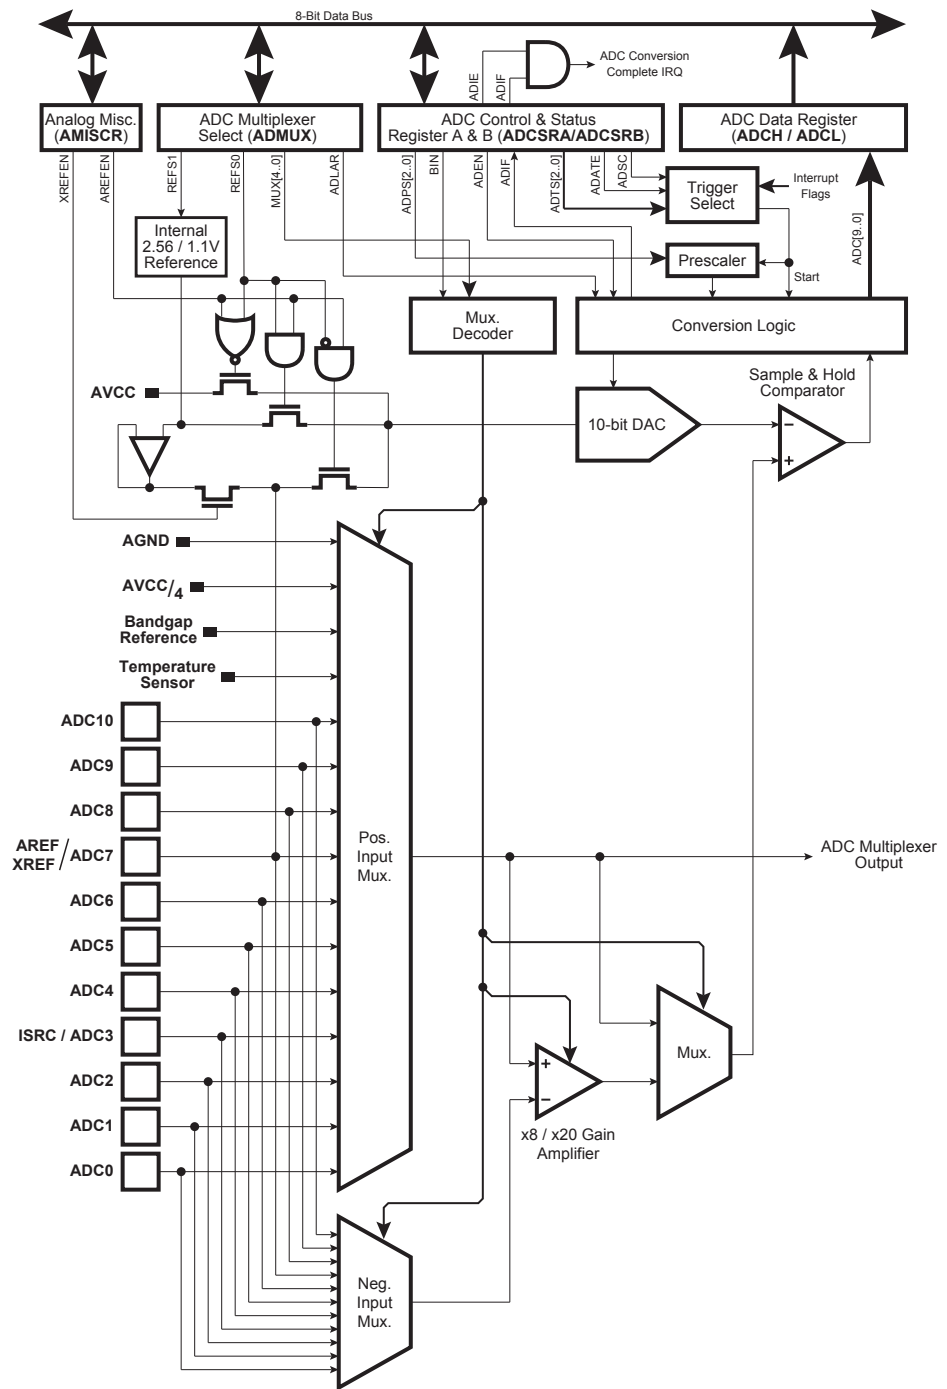 8-Bit Data Bus
ADIE
ADIF
ADC Conversion
Complete IRQ
Analog Misc.
(AMISCR)
ADC Multiplexer
Select (ADMUX)
ADC Control & Status
Register A & B (ADCSRA/ADCSRB)
ADC Data Register
(ADCH / ADCL)
XREFEN
AREFEN
REFS1
REFS0
MUX[4..0]
ADLAR
ADPS[2..0]
BIN
ADEN
ADIF
ADTS[2..0]
ADATE
ADSC
Trigger
Select
Interrupt
Flags
ADC[9..0]
Internal
2.56 / 1.1V
Reference
Prescaler
Start
Mux.
Decoder
Conversion Logic
AVCC
Sample & Hold
Comparator
10-bit DAC
−
+
AGND
AVCC/4
Bandgap
Reference
Temperature
Sensor
ADC10
ADC9
ADC8
AREF
XREF / ADC7
ADC6
ADC5
ADC4
ISRC / ADC3
ADC2
ADC1
ADC0
Pos.
Input
Mux.
ADC Multiplexer
Output
Mux.
+
−
x8 / x20 Gain
Amplifier
Neg.
Input
Mux.